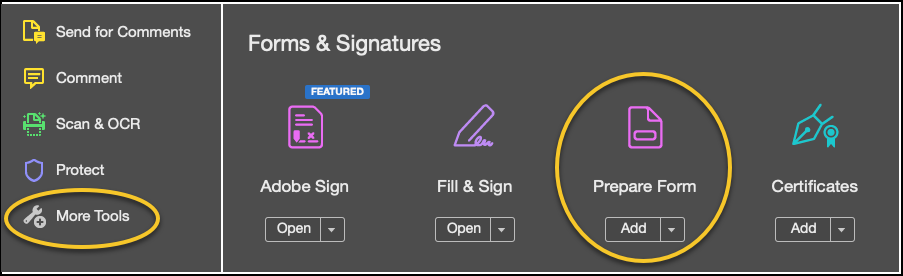 Send for Comments
Comment
Scan & OCR
Protect
More Tools
Forms & Signatures
FEATURED
Adobe Sign
Fill & Sign
Prepare Form
Certificates
Open
Open
Add
Add